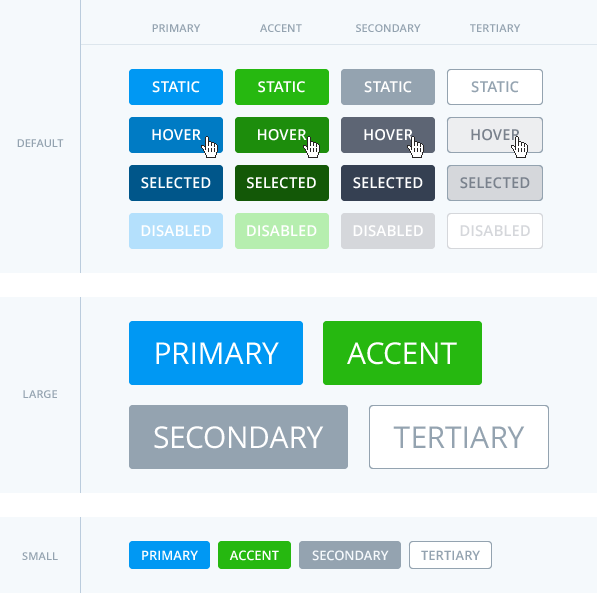 PRIMARY ACCENT SECONDARY TERTIARY
DEFAULT
STATIC STATIC STATIC STATIC
HOVER HOVER HOVER HOVER
SELECTED SELECTED SELECTED SELECTED
DISABLED DISABLED DISABLED DISABLED
LARGE
PRIMARY ACCENT
SECONDARY TERTIARY
SMALL
PRIMARY ACCENT SECONDARY TERTIARY